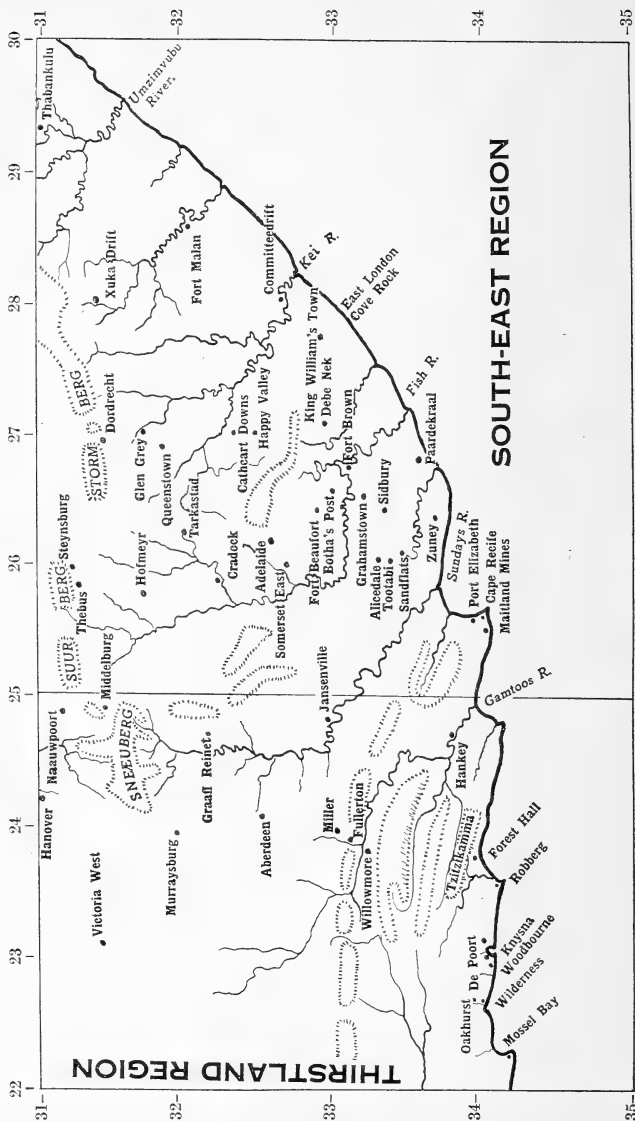 22
23
24
25
26
27
28
29
30
31
32
33
34
35
31
32
33
34
35
THIRSTLAND REGION
SOUTH-EAST REGION
Hanover
Naauwpoort
Middelburg
SUUR
BERG
Thebus
Steynsburg
STORM
BERG
Dordrecht
Xuka Drift
Thabankulu
Umzimvubu
River.
Victoria West
SNEEUBERG
Hofmeyr
Glen Grey
Queenstown
Tarkastad
Fort Malan
Murraysburg
Graaff Reinet
Cradock
Cathcart Downs
Happy Valley
Committeedrift
Kei R.
Aberdeen
Somerset East
Adelaide
Fort Beaufort
Botha's Post
Fort Brown
King William's Town
Debe Nek
East London
Cove Rock
Miller
Fullerton
Willowmore
Jansenville
Grahamstown
Alicedale
Tootabi
Sandflats
Sidbury
Fish R.
Paardekraal
Zuney
Sundays R.
Port Elizabeth
Cape Recife
Maitland Mines
Hankey
Gamtoos R.
Tzitzikamma
Forest Hall
Robberg
Knysna
Woodbourne
De Poort
Oakhurst
Wilderness
Mossel Bay